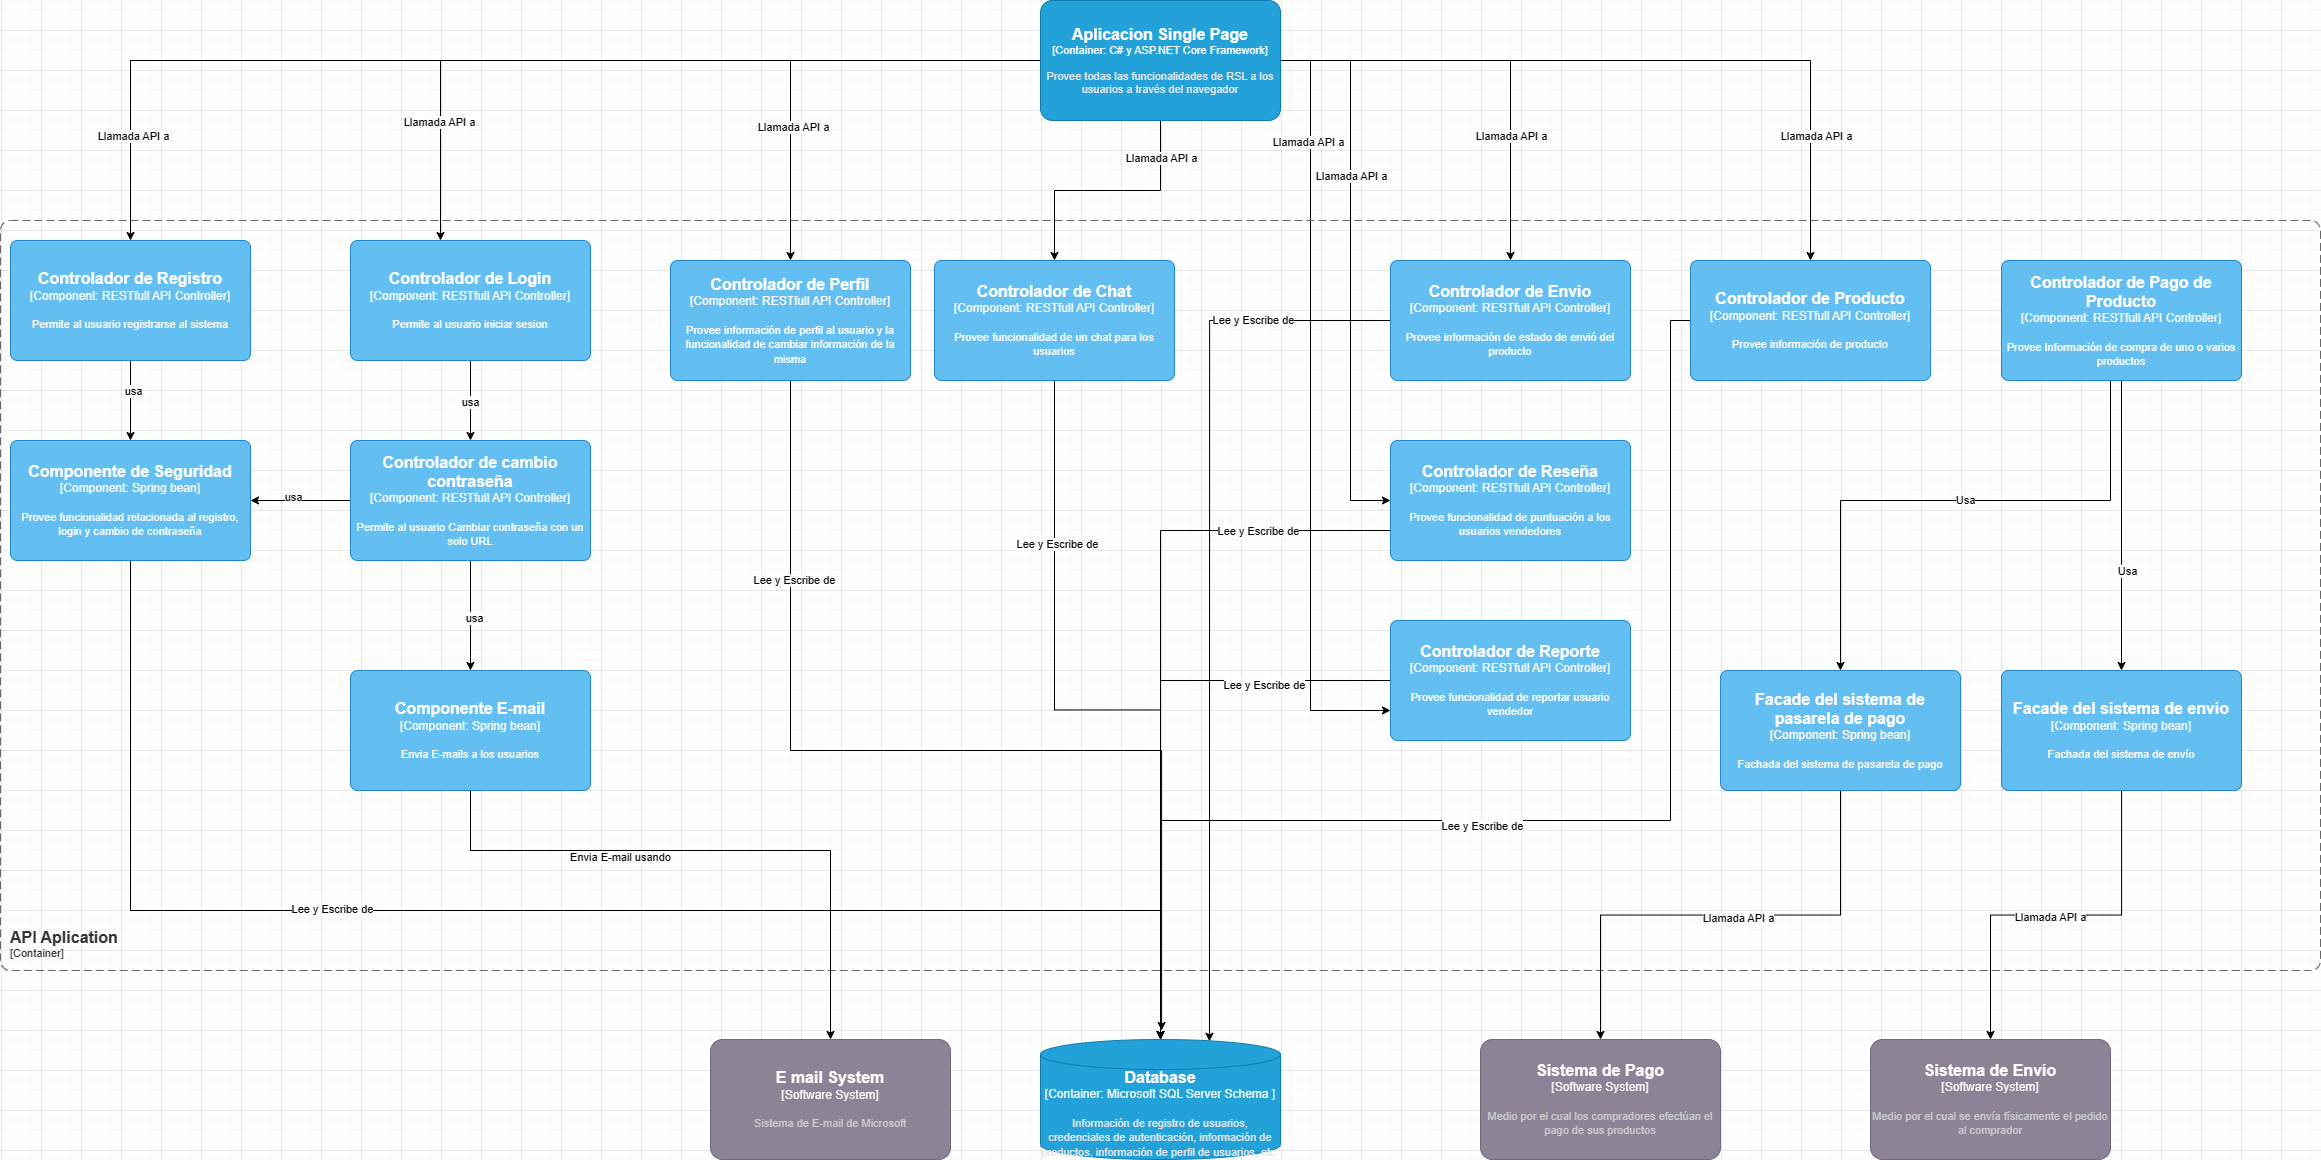 Aplicacion Single Page
[Container: C# y ASP.NET Core Framework]
Provee todas las funcionalidades de RSL a los
usuarios a través del navegador
Llamada API a
Llamada API a
Llamada API a
Llamada API a
Llamada API a
Llamada API a
Llamada API a
Llamada API a
Controlador de Registro
[Component: RESTfull API Controller]
Permite al usuario registrarse al sistema
Controlador de Login
[Component: RESTfull API Controller]
Permite al usuario iniciar sesion
Controlador de Perfil
[Component: RESTfull API Controller]
Provee información de perfil al usuario y la
funcionalidad de cambiar información de la
misma
Controlador de Chat
[Component: RESTfull API Controller]
Provee funcionalidad de un chat para los
usuarios
Lee y Escribe de
Controlador de Envio
[Component: RESTfull API Controller]
Provee información de estado de envió del
producto
Controlador de Producto
[Component: RESTfull API Controller]
Provee información de producto
Controlador de Pago de
Producto
[Component: RESTfull API Controller]
Provee Información de compra de uno o varios
productos
usa
usa
Componente de Seguridad
[Component: Spring bean]
Provee funcionalidad relacionada al registro,
login y cambio de contraseña
usa
Controlador de cambio
contraseña
[Component: RESTfull API Controller]
Permite al usuario Cambiar contraseña con un
solo URL
Controlador de Reseña
[Component: RESTfull API Controller]
Provee funcionalidad de puntuación a los
usuarios vendedores
Usa
Lee y Escribe de
Lee y Escribe de
Lee y Escribe de
Usa
usa
Controlador de Reporte
[Component: RESTfull API Controller]
Provee funcionalidad de reportar usuario
vendedor
Lee y Escribe de
Componente E-mail
[Component: Spring bean]
Envia E-mails a los usuarios
Facade del sistema de
pasarela de pago
[Component: Spring bean]
Fachada del sistema de pasarela de pago
Facade del sistema de envío
[Component: Spring bean]
Fachada del sistema de envío
Lee y Escribe de
Envia E-mail usando
Lee y Escribe de
Llamada API a
Llamada API a
API Aplication
[Container]
E mail System
[Software System]
Sistema de E-mail de Microsoft
Database
[Container: Microsoft SQL Server Schema ]
Información de registro de usuarios,
credenciales de autenticación, información de
productos, información de perfil de usuarios, etc
Sistema de Pago
[Software System]
Medio por el cual los compradores efectúan el
pago de sus productos
Sistema de Envío
[Software System]
Medio por el cual se envía físicamente el pedido
al comprador